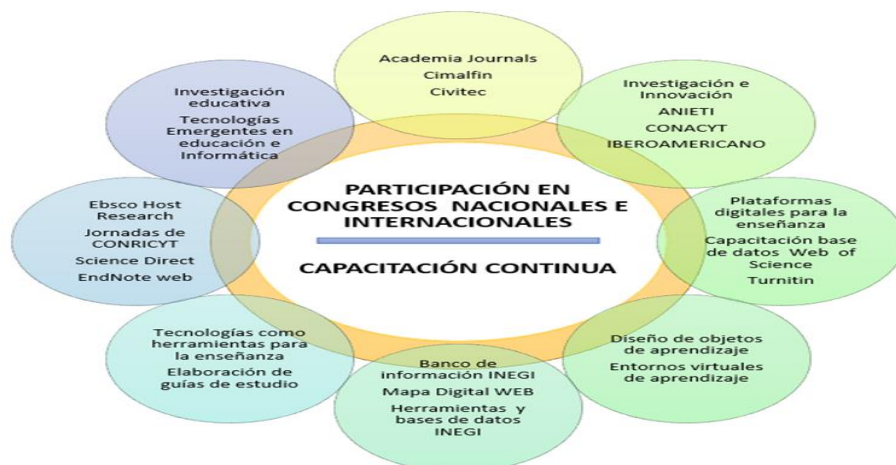 Academia Journals
Cimalfin
Civitec
Investigación e
Innovación
ANIETI
CONACYT
IBEROAMERICANO
Plataformas
digitales para la
enseñanza
Capacitación base
de datos Web of
Science
Turnitin
Diseño de objetos
de aprendizaje
Entornos virtuales
de aprendizaje
Banco de
información INEGI
Mapa Digital WEB
Herramientas y
bases de datos
INEGI
Tecnologías como
herramientas para
la enseñanza
Elaboración de
guías de estudio
Ebsco Host
Research
Jornadas de
CONRICYT
Science Direct
EndNote web
Investigación
educativa
Tecnologías
Emergentes en
educación e
Informática
PARTICIPACIÓN EN
CONGRESOS NACIONALES E
INTERNACIONALES
CAPACITACIÓN CONTINUA